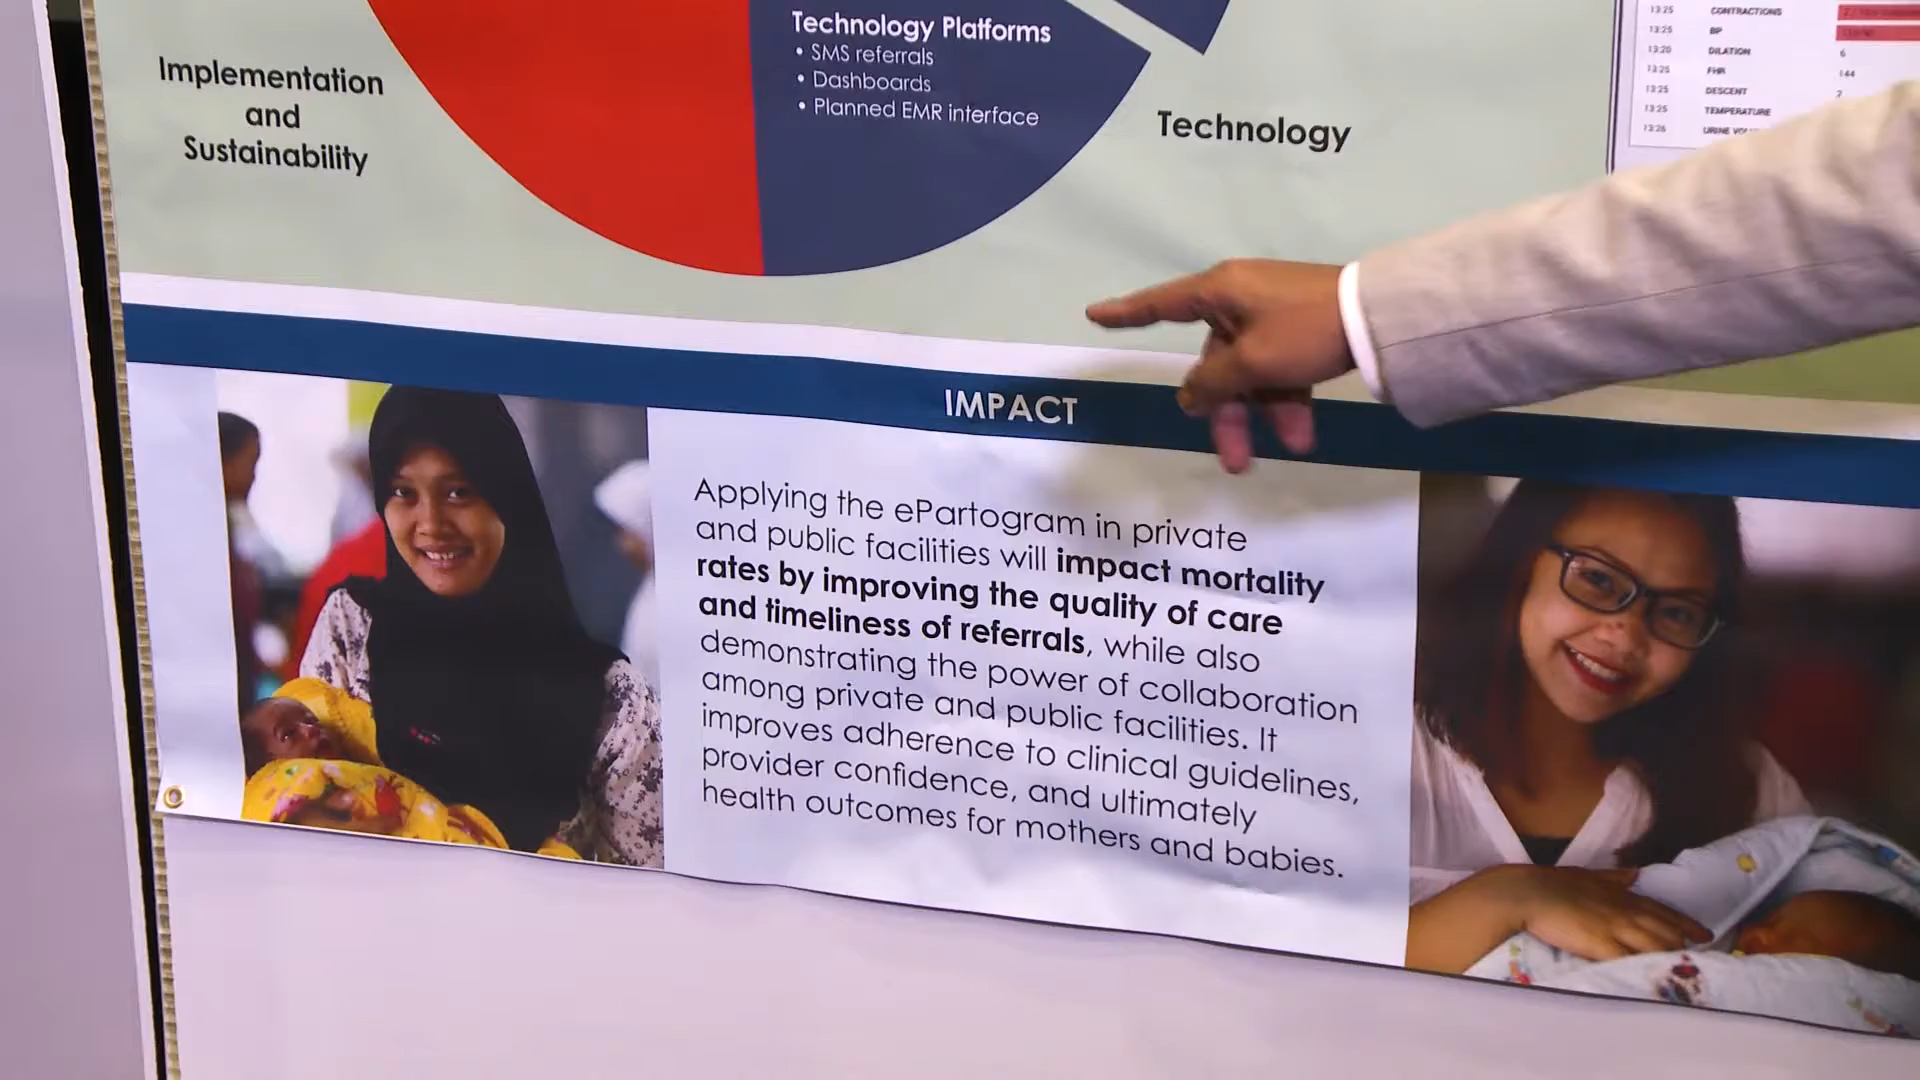 Technology Platforms
• SMS referrals
• Dashboards
• Planned EMR interface
Implementation
and
Sustainability
Technology
13:25 CONTRACTIONS
13:25 BP
13:20 DILATION 6
13:25 FHR 144
13:25 DESCENT 2
13:25 TEMPERATURE
13:26 URINE
IMPACT
Applying the ePartogram in private
and public facilities will impact mortality
rates by improving the quality of care
and timeliness of referrals, while also
demonstrating the power of collaboration
among private and public facilities. It
improves adherence to clinical guidelines,
provider confidence, and ultimately
health outcomes for mothers and babies.